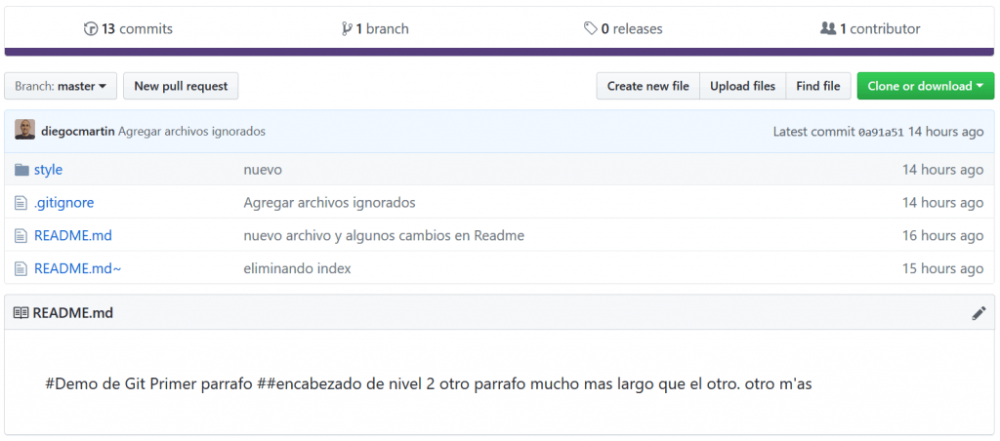 13 commits 1 branch 0 releases 1 contributor
Branch: master New pull request Create new file Upload files Find file Clone or download
diegocmartin Agregar archivos ignorados Latest commit 0a91a51 14 hours ago
style nuevo 14 hours ago
.gitignore Agregar archivos ignorados 14 hours ago
README.md nuevo archivo y algunos cambios en Readme 16 hours ago
README.md~ eliminando index 15 hours ago
README.md
#Demo de Git Primer parrafo ##encabezado de nivel 2 otro parrafo mucho mas largo que el otro. otro m'as